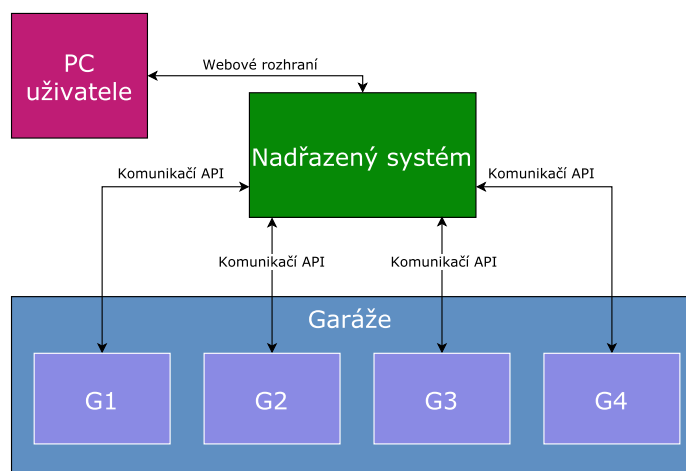 PC
uživatele
Webové rozhraní
Nadřazený systém
Komunikačí API
Komunikačí API
Komunikačí API
Komunikačí API
Garáže
G1
G2
G3
G4